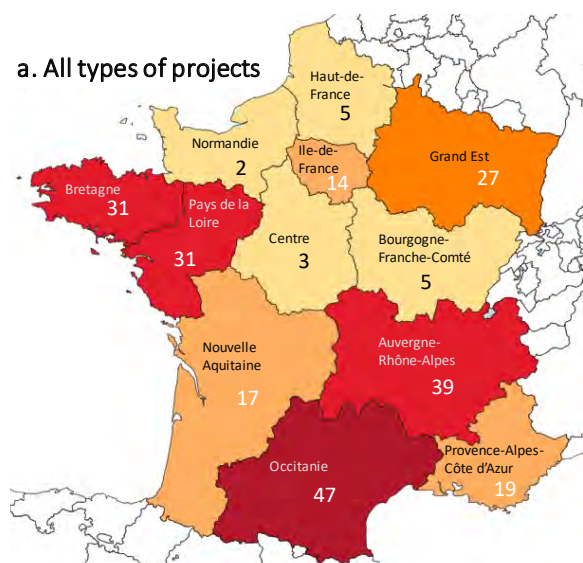 a. All types of projects
Haut-de-
France
5
Normandie
2
Ile-de-
France
14
Grand Est
27
Bretagne
31
Pays de la
Loire
31
Centre
3
Bourgogne-
Franche-Comté
5
Nouvelle
Aquitaine
17
Auvergne-
Rhône-Alpes
39
Occitanie
47
Provence-Alpes-
Côte d'Azur
19